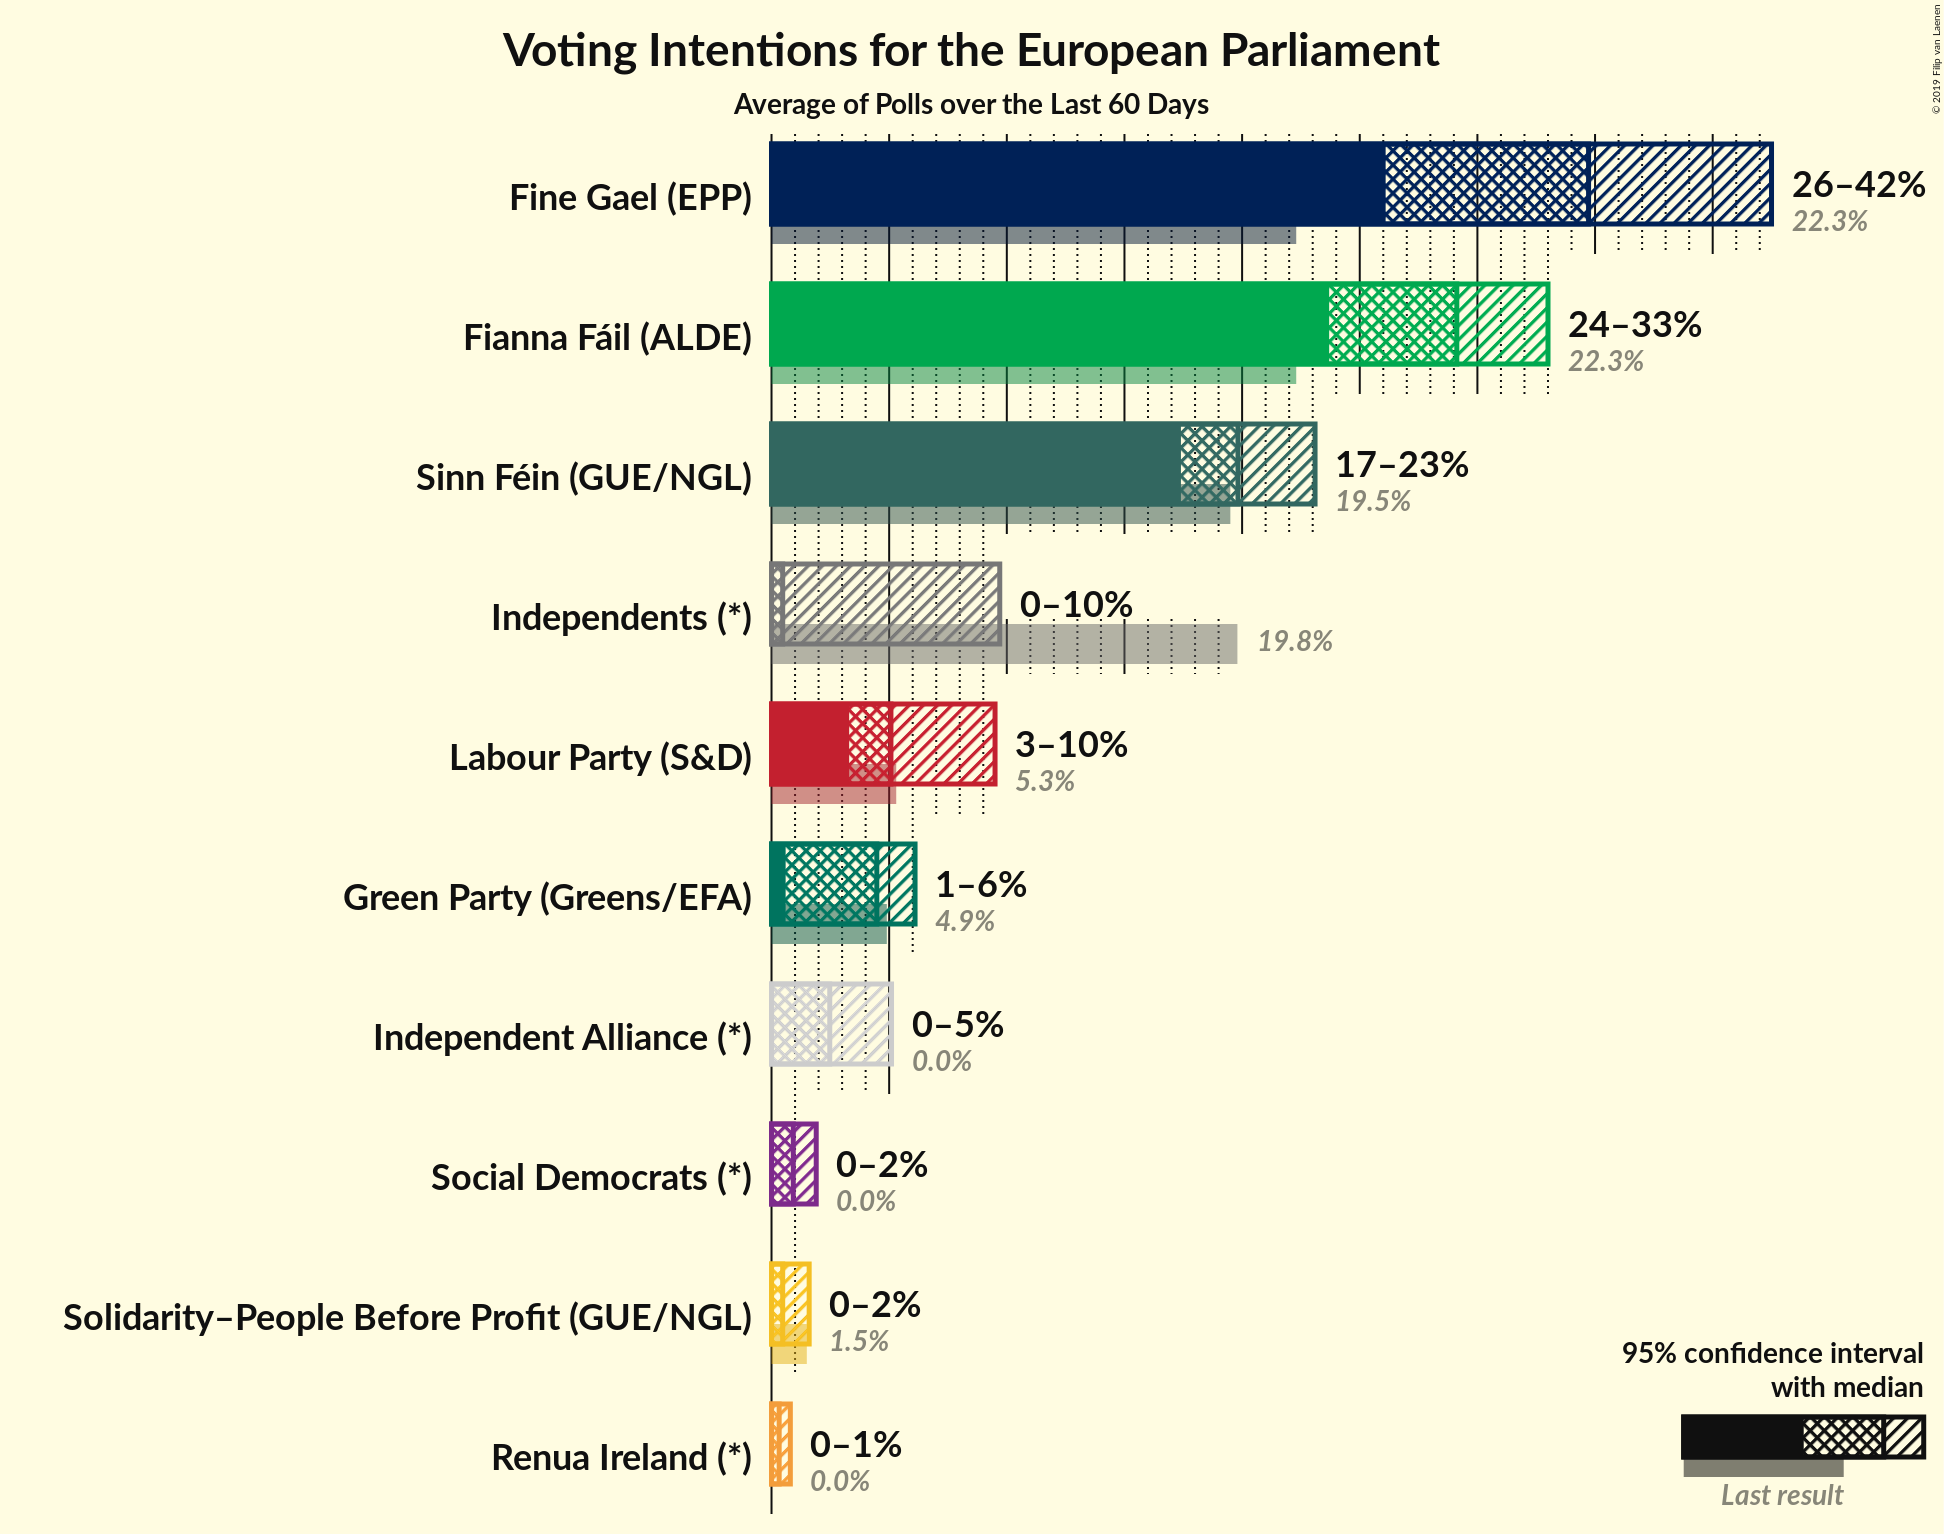 Voting Intentions for the European Parliament
Average of Polls over the Last 60 Days
© 2019 Filip van Laenen
Fine Gael (EPP)
26–42%
22.3%
Fianna Fáil (ALDE)
24–33%
22.3%
Sinn Féin (GUE/NGL)
17–23%
19.5%
Independents (*)
0–10%
19.8%
Labour Party (S&D)
3–10%
5.3%
Green Party (Greens/EFA)
1–6%
4.9%
Independent Alliance (*)
0–5%
0.0%
Social Democrats (*)
0–2%
0.0%
Solidarity–People Before Profit (GUE/NGL)
0–2%
1.5%
Renua Ireland (*)
0–1%
0.0%
95% confidence interval
with median
Last result